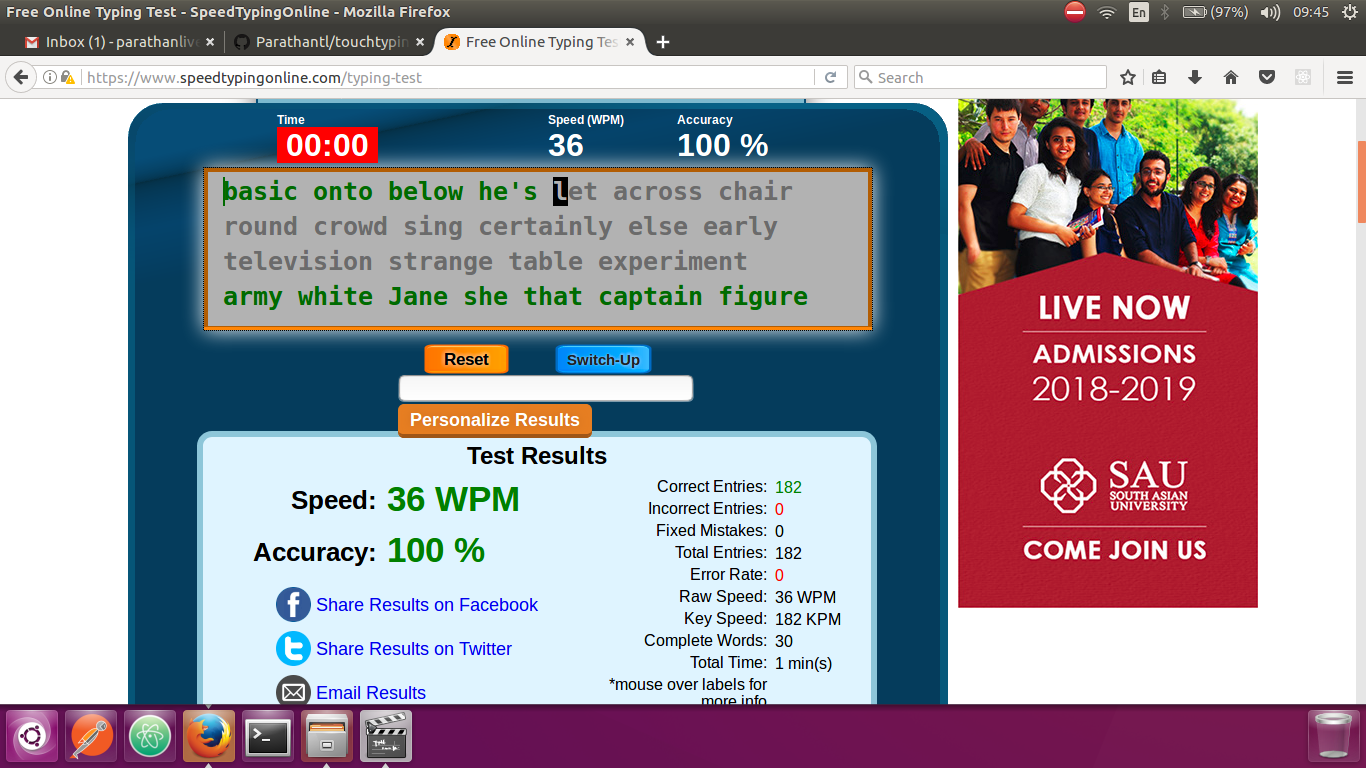 Free Online Typing Test - SpeedTypingOnline - Mozilla Firefox
En
(97%)
09:45
Inbox (1) - parathanlive
Parathantl/touchtypin
Free Online Typing Tes
https://www.speedtypingonline.com/typing-test
Search
Time
Speed (WPM)
Accuracy
00:00
36
100 %
basic onto below he's let across chair
round crowd sing certainly else early
television strange table experiment
army white Jane she that captain figure
Reset
Switch-Up
Personalize Results
Test Results
Speed: 36 WPM
Accuracy: 100 %
Share Results on Facebook
Share Results on Twitter
Email Results
Correct Entries: 182
Incorrect Entries: 0
Fixed Mistakes: 0
Total Entries: 182
Error Rate: 0
Raw Speed: 36 WPM
Key Speed: 182 KPM
Complete Words: 30
Total Time: 1 min(s)
*mouse over labels for
more info
LIVE NOW
ADMISSIONS
2018-2019
SAU
SOUTH ASIAN
UNIVERSITY
COME JOIN US